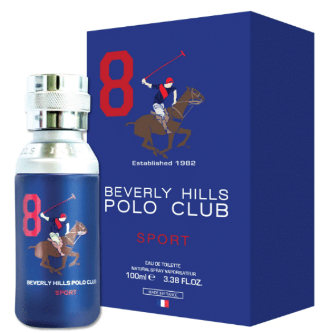 8
Established 1982
BEVERLY HILLS
POLO CLUB
SPORT
EAU DE TOILETTE
NATURAL SPRAY VAPORISATEUR
100ml ℮ 3.38 FL.OZ.
8
BEVERLY HILLS POLO CLUB
SPORT